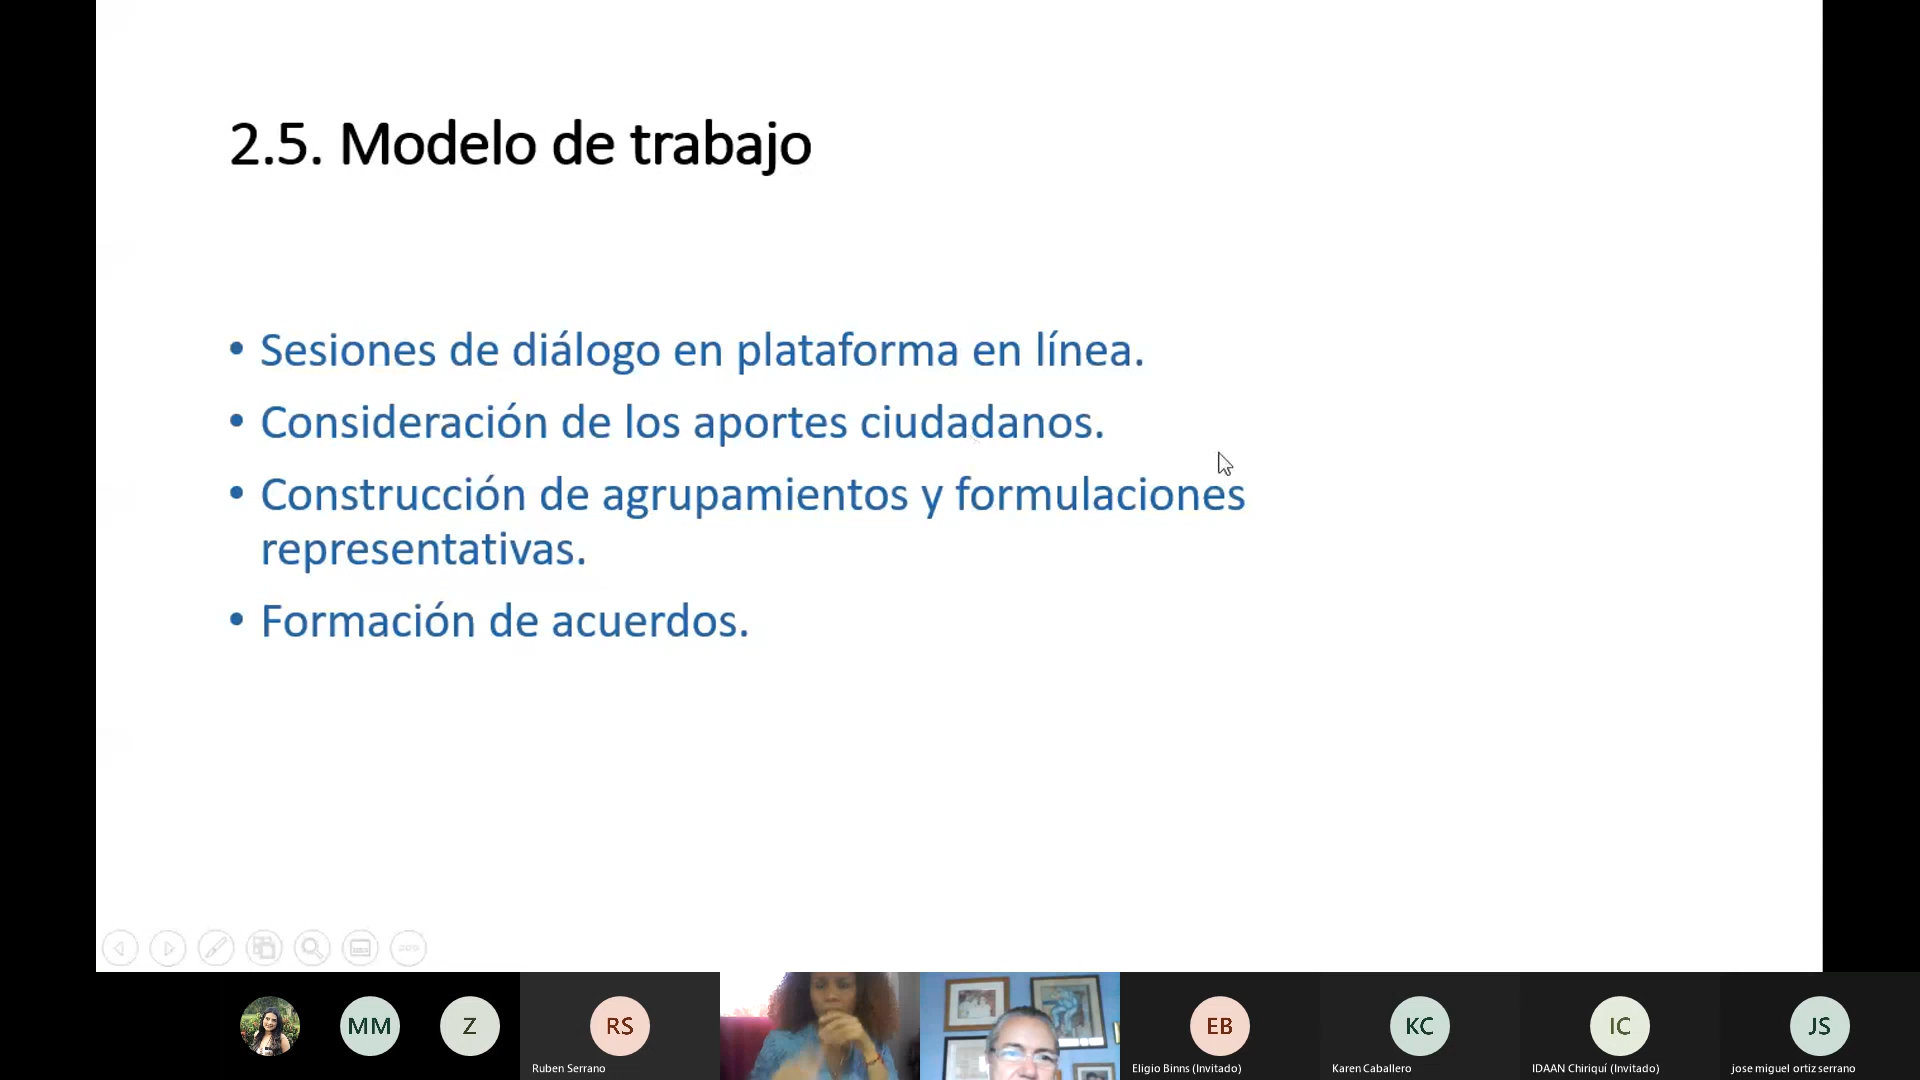 2.5. Modelo de trabajo
• Sesiones de diálogo en plataforma en línea.
• Consideración de los aportes ciudadanos.
• Construcción de agrupamientos y formulaciones
representativas.
• Formación de acuerdos.
MM
Z
RS
Ruben Serrano
EB
Eligio Binns (Invitado)
KC
Karen Caballero
IC
IDAAN Chiriquí (Invitado)
JS
jose miguel ortiz serrano